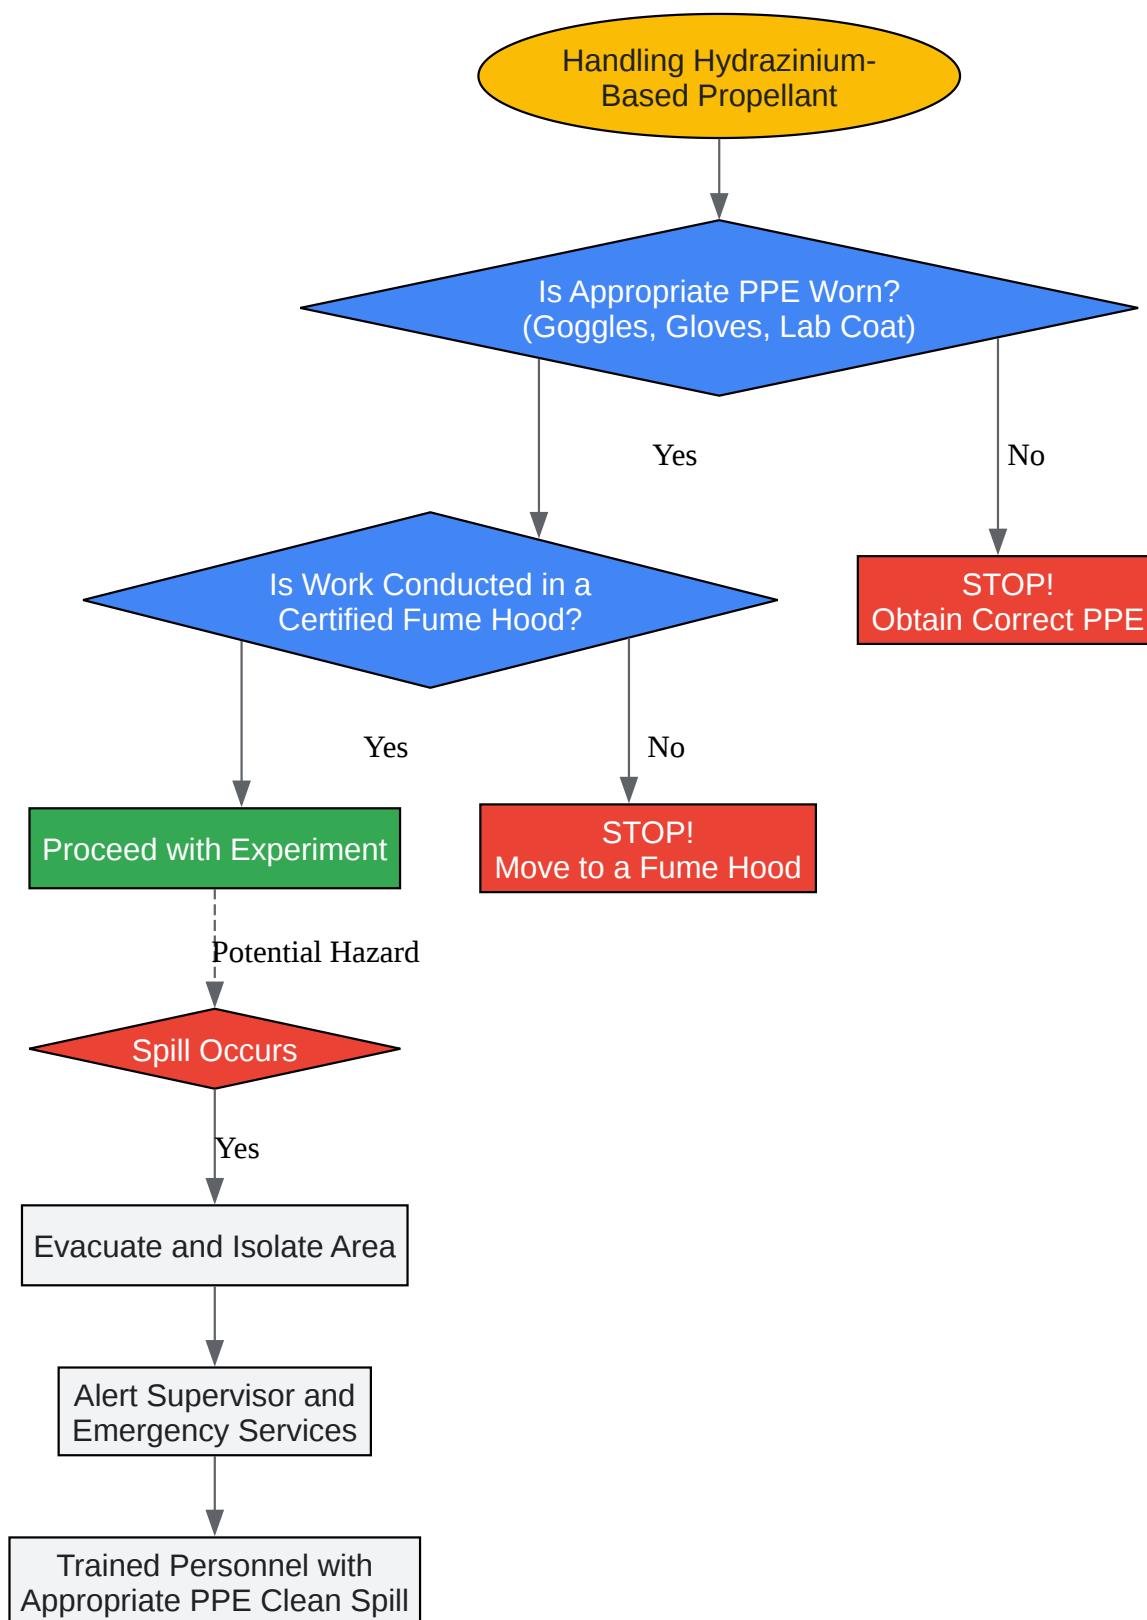 Handling Hydrazinium-
Based Propellant
Is Appropriate PPE Worn?
(Goggles, Gloves, Lab Coat)
Yes
No
Is Work Conducted in a
Certified Fume Hood?
STOP!
Obtain Correct PPE
Yes
No
Proceed with Experiment
STOP!
Move to a Fume Hood
Potential Hazard
Spill Occurs
Yes
Evacuate and Isolate Area
Alert Supervisor and
Emergency Services
Trained Personnel with
Appropriate PPE Clean Spill